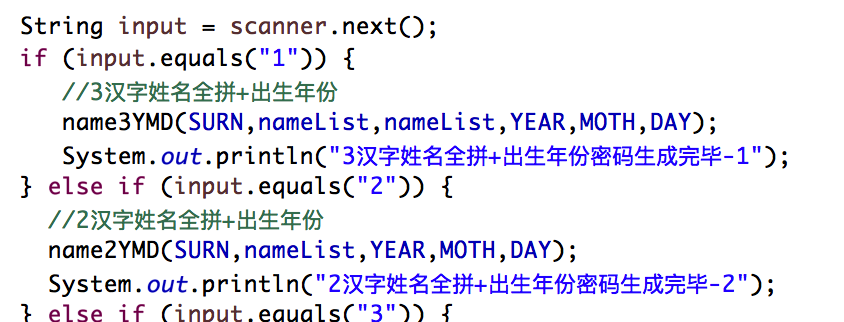 String input = scanner.next();
if (input.equals("1")) {
//3汉字姓名全拼+出生年份
name3YMD(SURN,nameList,nameList,YEAR,MOTH,DAY);
System.out.println("3汉字姓名全拼+出生年份密码生成完毕-1");
} else if (input.equals("2")) {
//2汉字姓名全拼+出生年份
name2YMD(SURN,nameList,YEAR,MOTH,DAY);
System.out.println("2汉字姓名全拼+出生年份密码生成完毕-2");
} else if (input.equals("3")) {